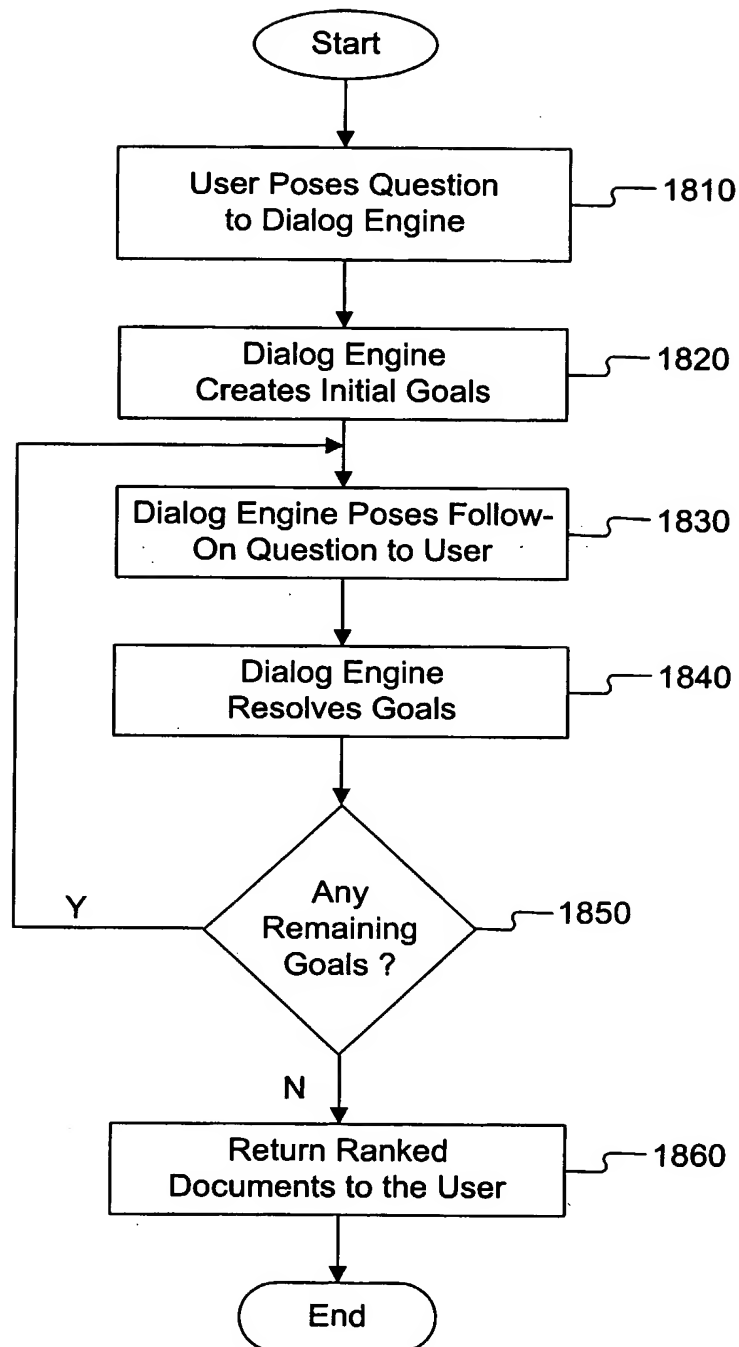 Start
User Poses Question
to Dialog Engine
1810
Dialog Engine
Creates Initial Goals
1820
Dialog Engine Poses Follow-
On Question to User
1830
Dialog Engine
Resolves Goals
1840
Any
Remaining
Goals ?
1850
Y
N
Return Ranked
Documents to the User
1860
End